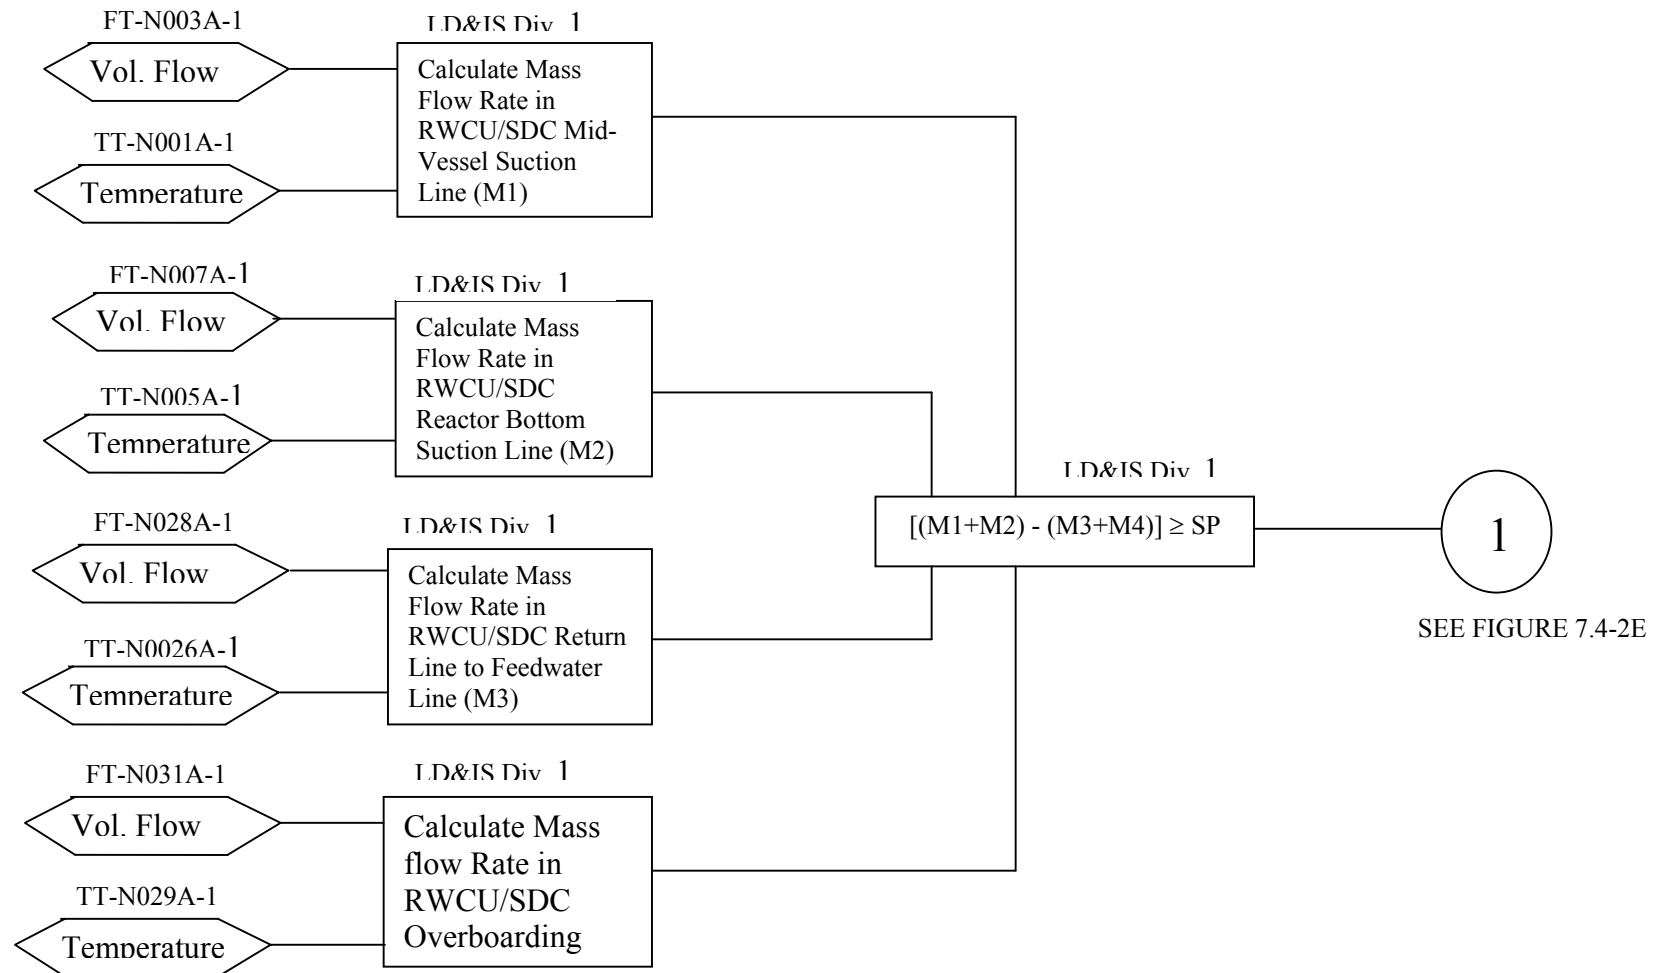 FT-N003A-1
LD&IS Div 1
Vol. Flow
Calculate Mass
Flow Rate in
RWCU/SDC Mid-
Vessel Suction
Line (M1)
TT-N001A-1
Temperature
FT-N007A-1
LD&IS Div 1
Vol. Flow
Calculate Mass
Flow Rate in
RWCU/SDC
Reactor Bottom
Suction Line (M2)
TT-N005A-1
Temperature
LD&IS Div 1
[(M1+M2) - (M3+M4)] ≥ SP
1
SEE FIGURE 7.4-2E
FT-N028A-1
LD&IS Div 1
Vol. Flow
Calculate Mass
Flow Rate in
RWCU/SDC Return
Line to Feedwater
Line (M3)
TT-N0026A-1
Temperature
FT-N031A-1
LD&IS Div 1
Vol. Flow
Calculate Mass
flow Rate in
RWCU/SDC
Overboarding
TT-N029A-1
Temperature